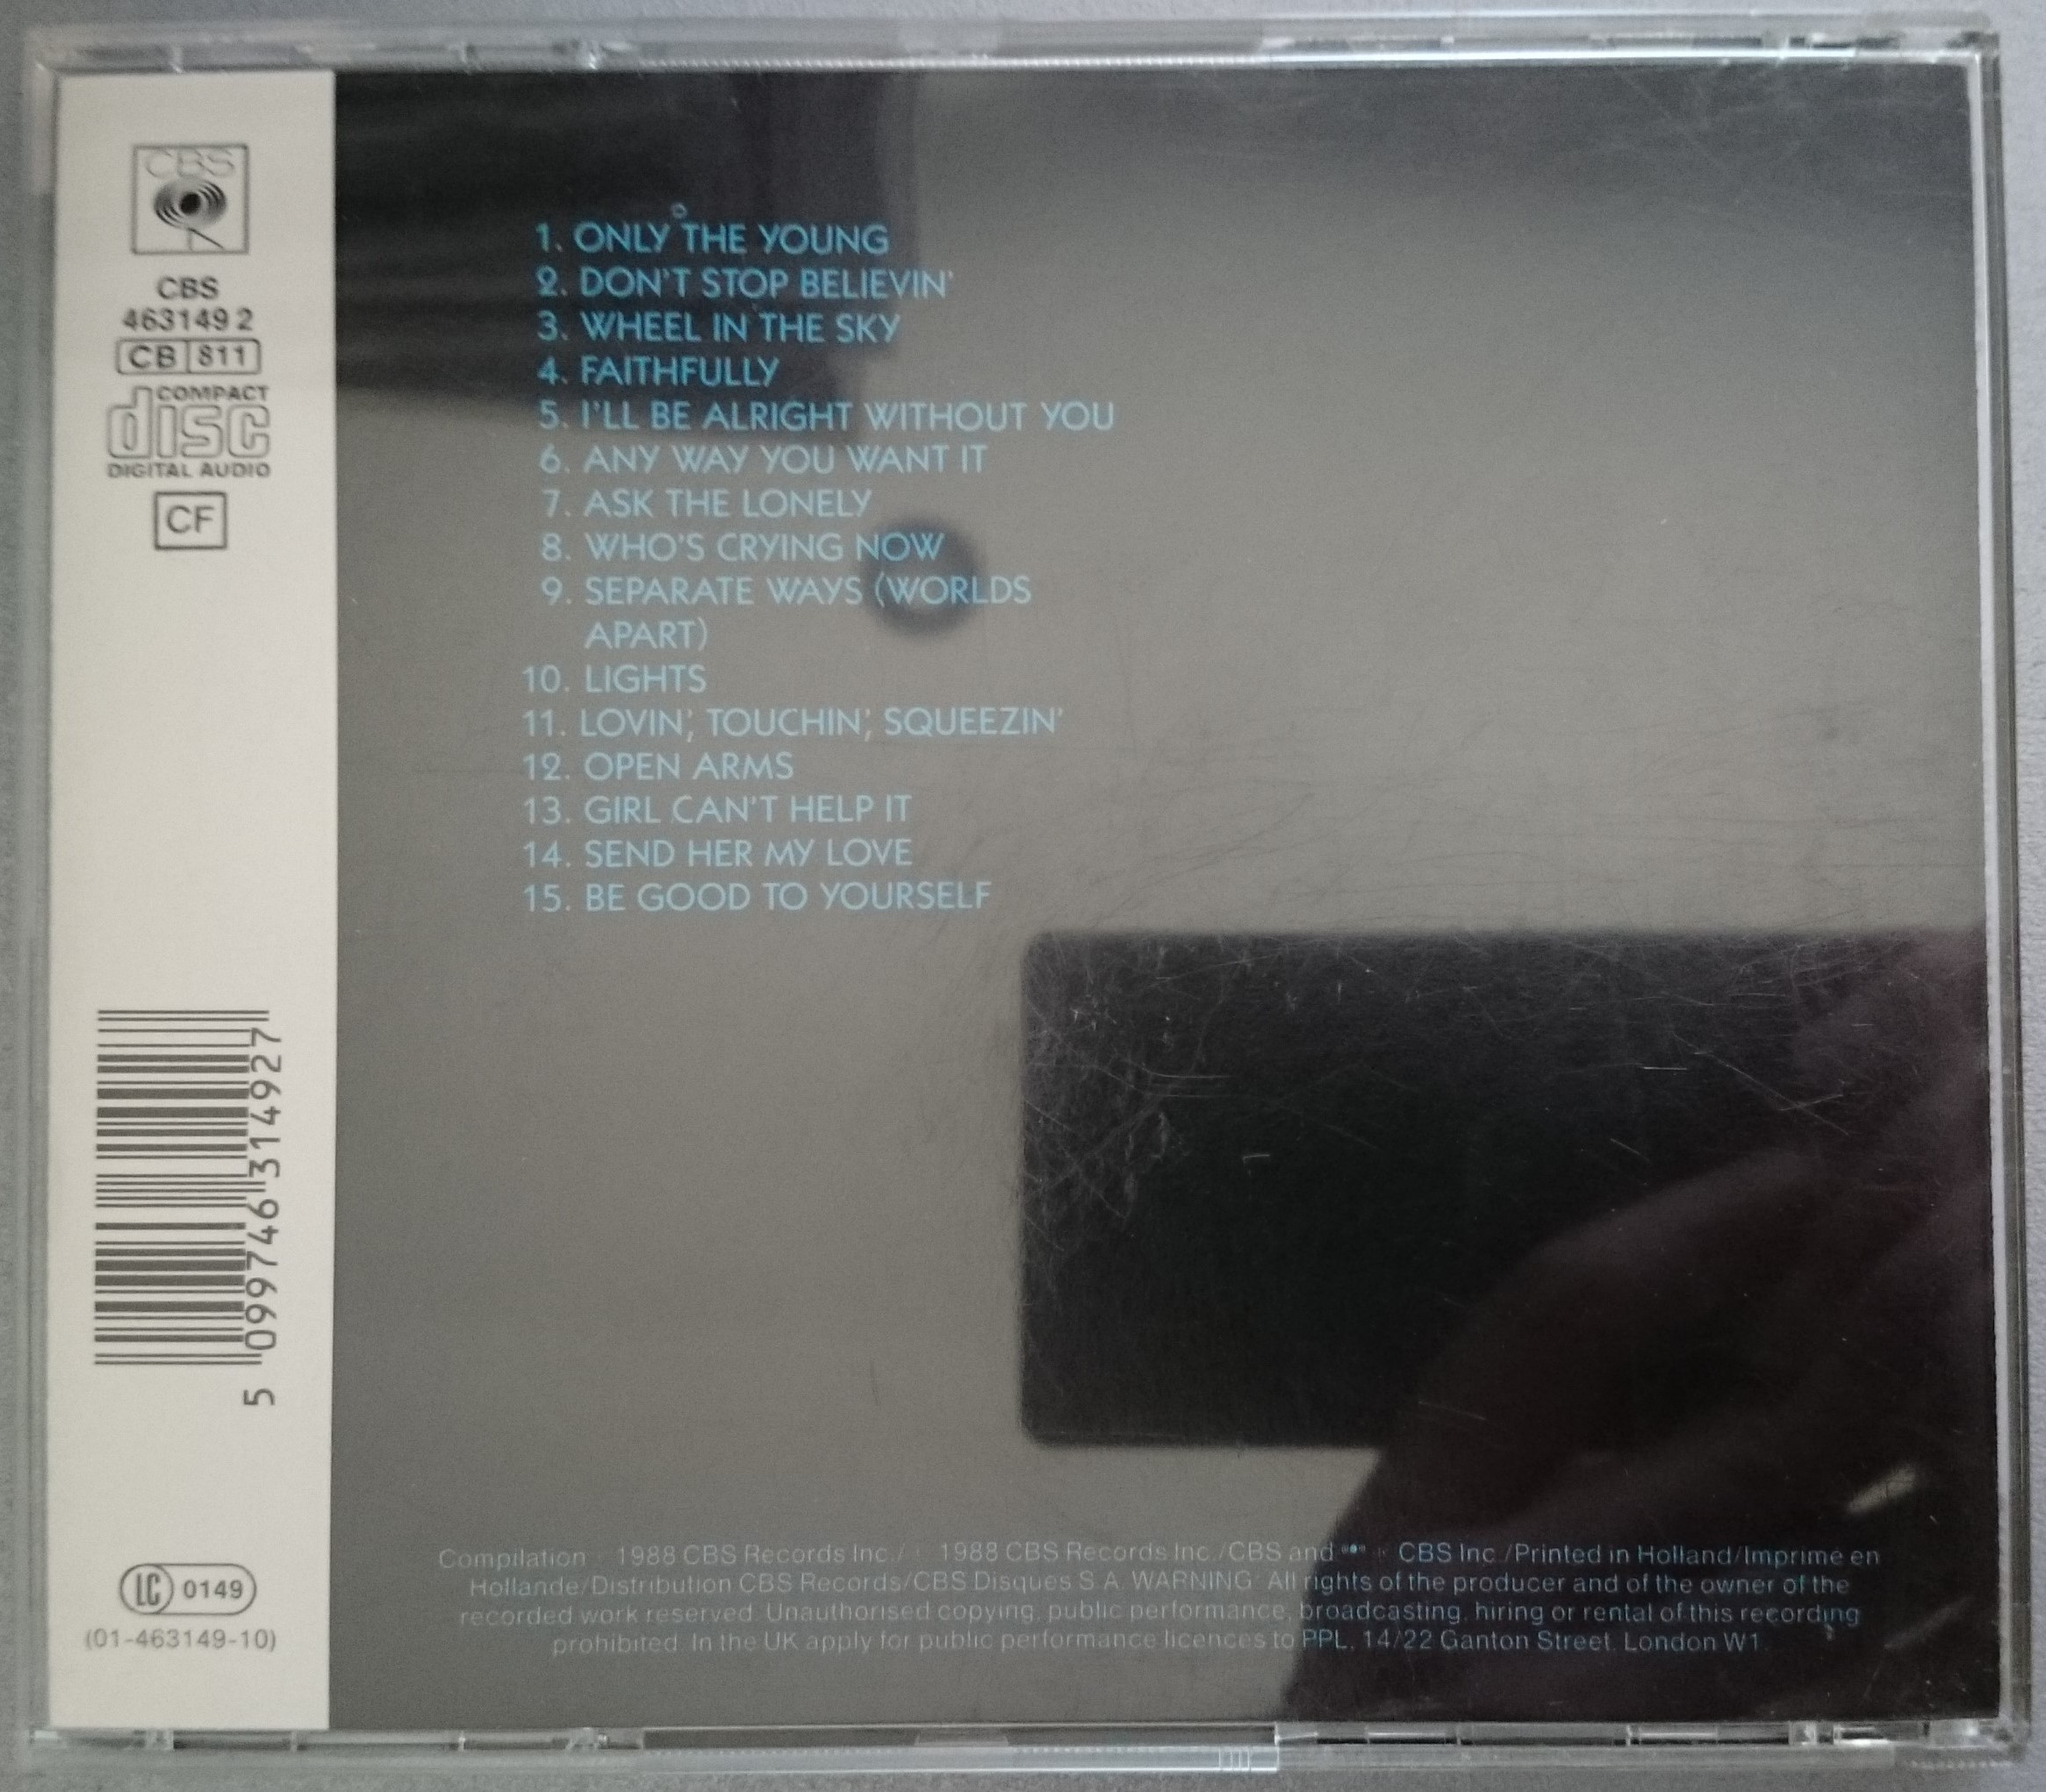 CBS
CBS
463149 2
CB 811
COMPACT
disc
DIGITAL AUDIO
CF
5 099746 314927
LC 0149
(01-463149-10)
1. ONLY THE YOUNG
2. DON'T STOP BELIEVIN'
3. WHEEL IN THE SKY
4. FAITHFULLY
5. I'LL BE ALRIGHT WITHOUT YOU
6. ANY WAY YOU WANT IT
7. ASK THE LONELY
8. WHO'S CRYING NOW
9. SEPARATE WAYS (WORLDS
APART)
10. LIGHTS
11. LOVIN', TOUCHIN', SQUEEZIN'
12. OPEN ARMS
13. GIRL CAN'T HELP IT
14. SEND HER MY LOVE
15. BE GOOD TO YOURSELF
Compilation 1988 CBS Records Inc./ 1988 CBS Records Inc./CBS and CBS Inc./Printed in Holland/Imprimé en
Hollande/Distribution CBS Records/CBS Disques S.A. WARNING: All rights of the producer and of the owner of the
recorded work reserved. Unauthorised copying, public performance, broadcasting, hiring or rental of this recording
prohibited. In the UK apply for public performance licences to PPL, 14/22 Ganton Street, London W1.